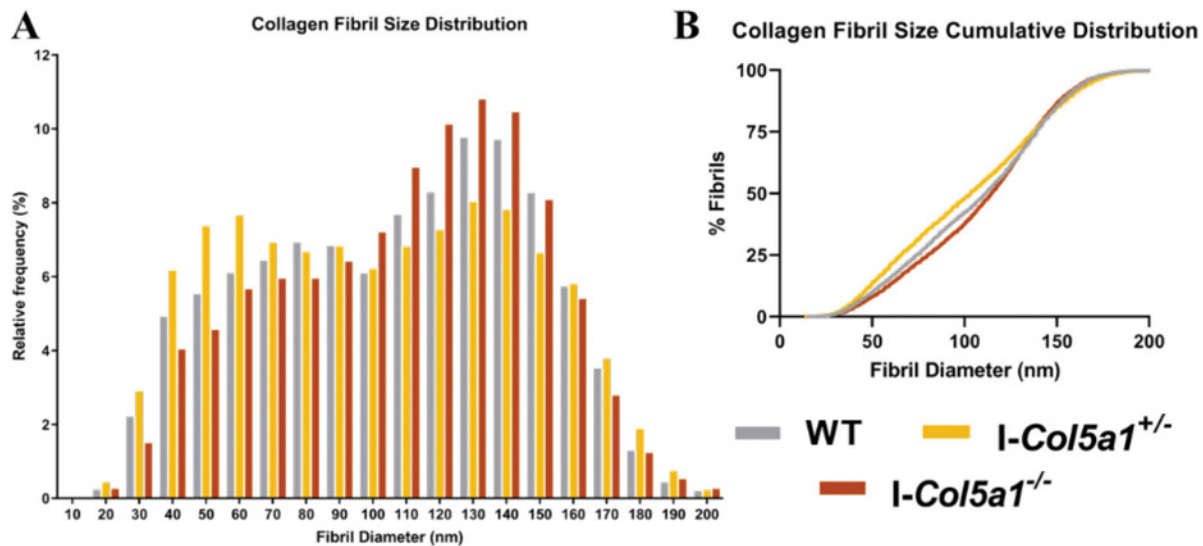 A
Collagen Fibril Size Distribution
12
10
8
6
4
2
0
Relative frequency (%)
10 20 30 40 50 60 70 80 90 100 110 120 130 140 150 160 170 180 190 200
Fibril Diameter (nm)
B
Collagen Fibril Size Cumulative Distribution
100
75
50
25
0
% Fibrils
0 50 100 150 200
Fibril Diameter (nm)
WT
I-Col5a1+/-
I-Col5a1-/-